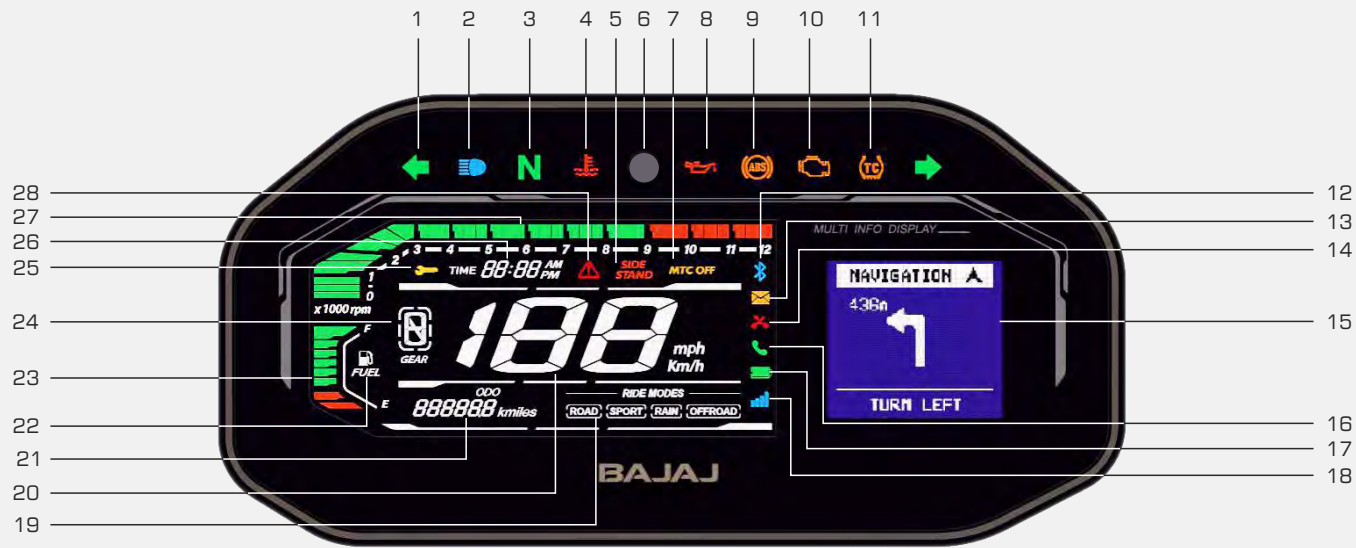 1 2 3 4 5 6 7 8 9 10 11
N ABS TC
28
27
26
25
24
23
22
21
20
19
12
13
14
15
16
17
18
MULTI INFO DISPLAY
0 1 2 3 4 5 6 7 8 9 10 11 12
x 1000 rpm
TIME 88:88 AM PM
SIDE STAND
MTC OFF
GEAR
188
mph
Km/h
F
FUEL
E
ODO
888888 kmiles
RIDE MODES
ROAD SPORT RAIN OFFROAD
NAVIGATION
436m
TURN LEFT
BAJAJ